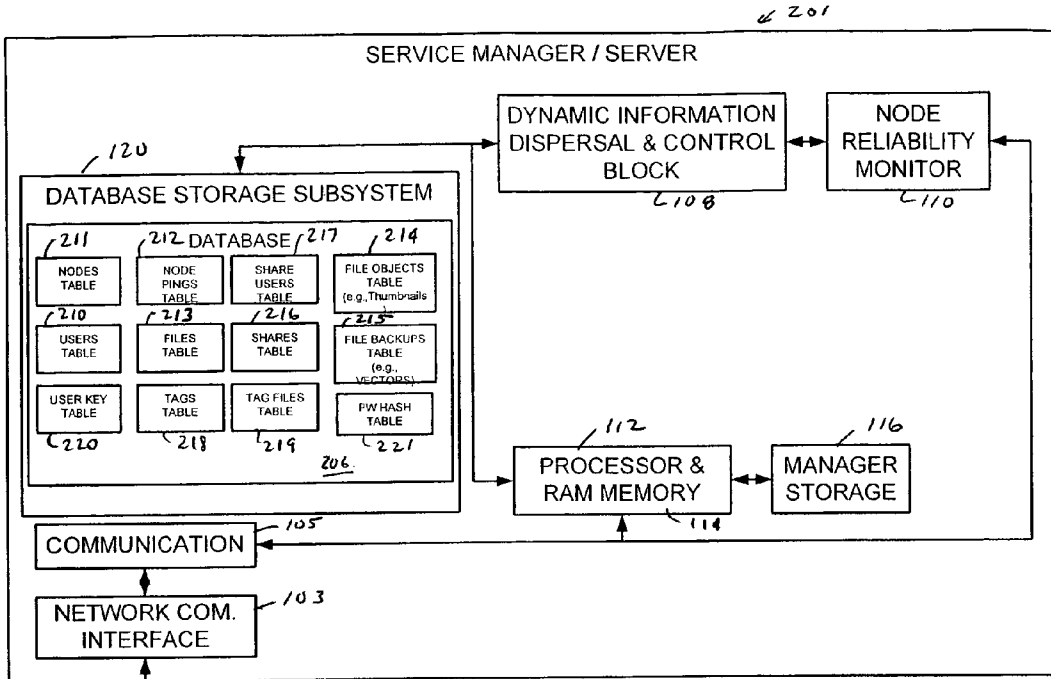 201
SERVICE MANAGER / SERVER
DYNAMIC INFORMATION
DISPERSAL & CONTROL
BLOCK
108
NODE
RELIABILITY
MONITOR
110
120
DATABASE STORAGE SUBSYSTEM
DATABASE
211
NODES
TABLE
212
NODE
PINGS
TABLE
217
SHARE
USERS
TABLE
214
FILE OBJECTS
TABLE
(e.g.,Thumbnails
)
210
USERS
TABLE
213
FILES
TABLE
216
SHARES
TABLE
215
FILE BACKUPS
TABLE
(e.g.,
VECTORS)
USER KEY
TABLE
220
TAGS
TABLE
218
TAG FILES
TABLE
219
PW HASH
TABLE
221
206
112
PROCESSOR &
RAM MEMORY
114
116
MANAGER
STORAGE
105
COMMUNICATION
103
NETWORK COM.
INTERFACE